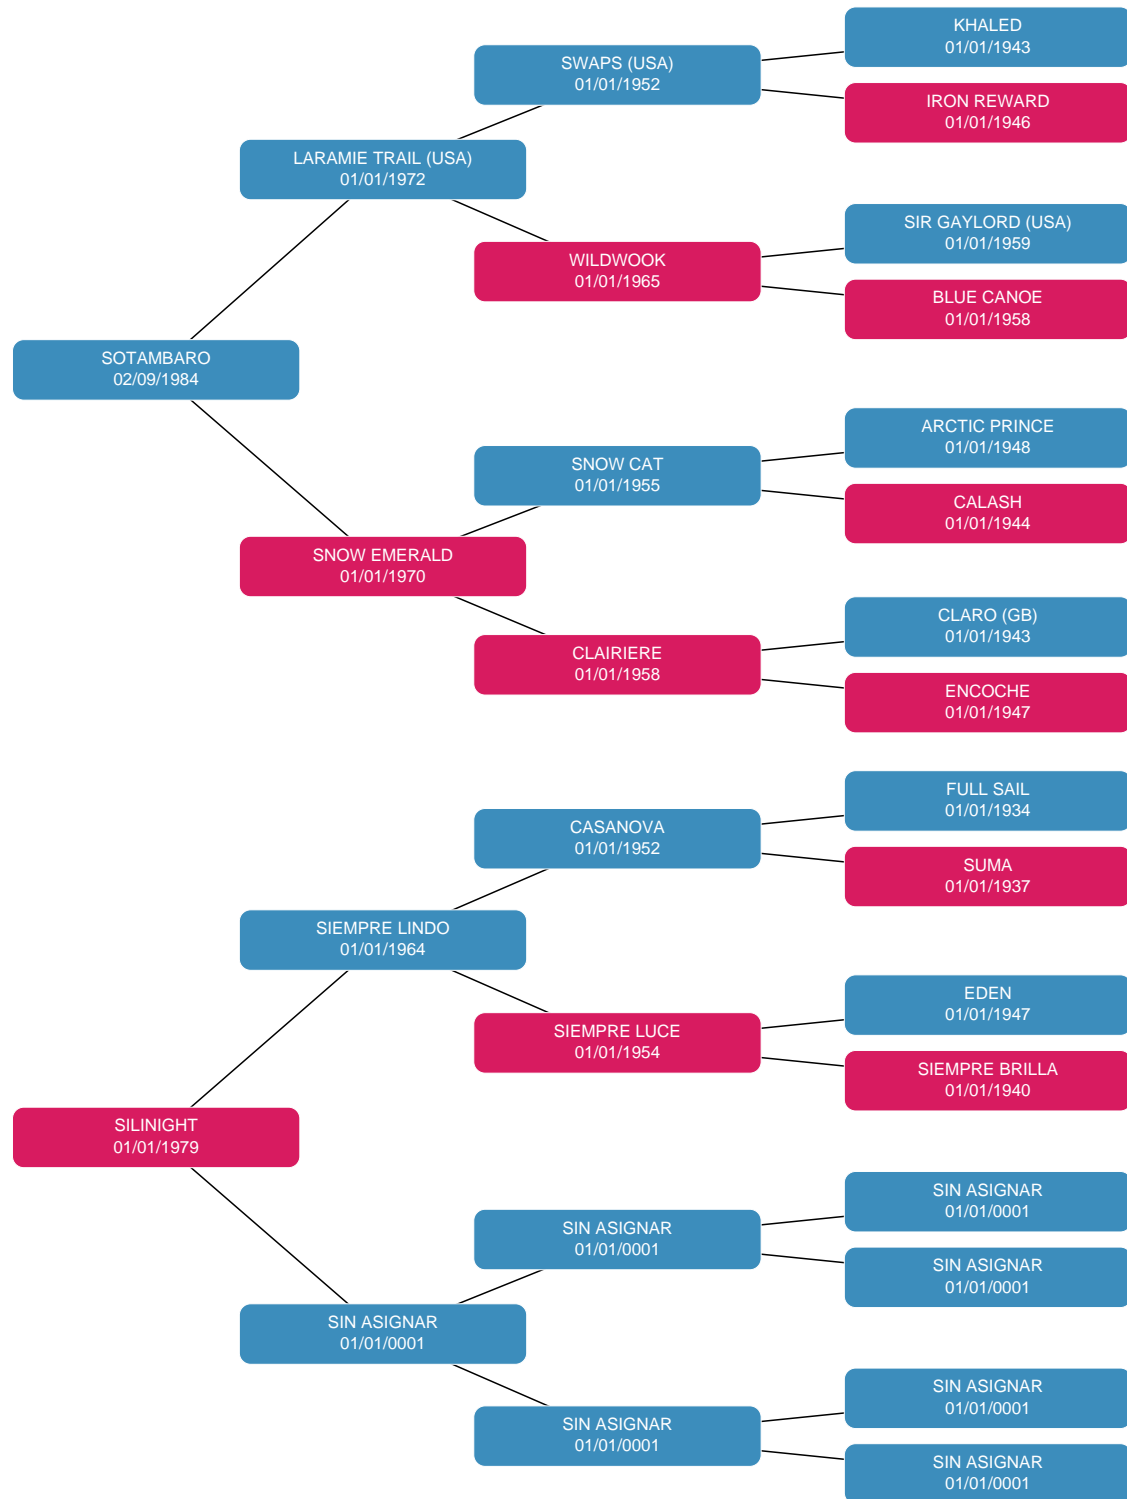 KHALED
01/01/1943
SWAPS (USA)
01/01/1952
IRON REWARD
01/01/1946
LARAMIE TRAIL (USA)
01/01/1972
SIR GAYLORD (USA)
01/01/1959
WILDWOOK
01/01/1965
BLUE CANOE
01/01/1958
SOTAMBARO
02/09/1984
ARCTIC PRINCE
01/01/1948
SNOW CAT
01/01/1955
CALASH
01/01/1944
SNOW EMERALD
01/01/1970
CLARO (GB)
01/01/1943
CLAIRIERE
01/01/1958
ENCOCHE
01/01/1947
FULL SAIL
01/01/1934
CASANOVA
01/01/1952
SUMA
01/01/1937
SIEMPRE LINDO
01/01/1964
EDEN
01/01/1947
SIEMPRE LUCE
01/01/1954
SIEMPRE BRILLA
01/01/1940
SILINIGHT
01/01/1979
SIN ASIGNAR
01/01/0001
SIN ASIGNAR
01/01/0001
SIN ASIGNAR
01/01/0001
SIN ASIGNAR
01/01/0001
SIN ASIGNAR
01/01/0001
SIN ASIGNAR
01/01/0001
SIN ASIGNAR
01/01/0001